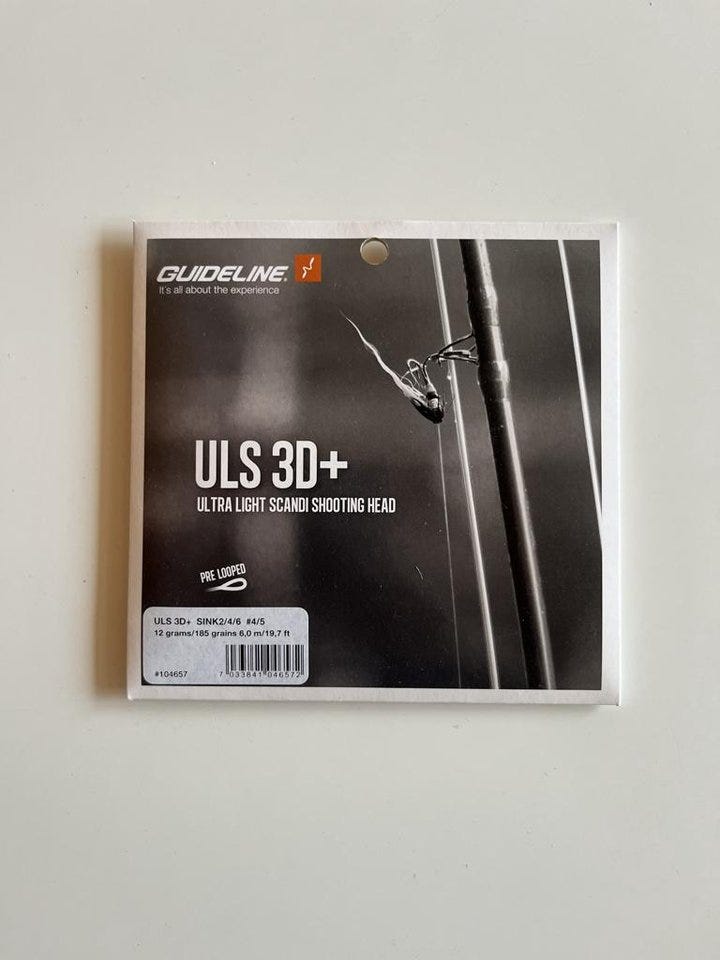 GUIDELINE®
It's all about the experience
ULS 3D+
ULTRA LIGHT SCANDI SHOOTING HEAD
PRE LOOPED
ULS 3D+ SINK2/4/6 #4/5
12 grams/185 grains 6,0 m/19,7 ft
#104657
7 033841 046572